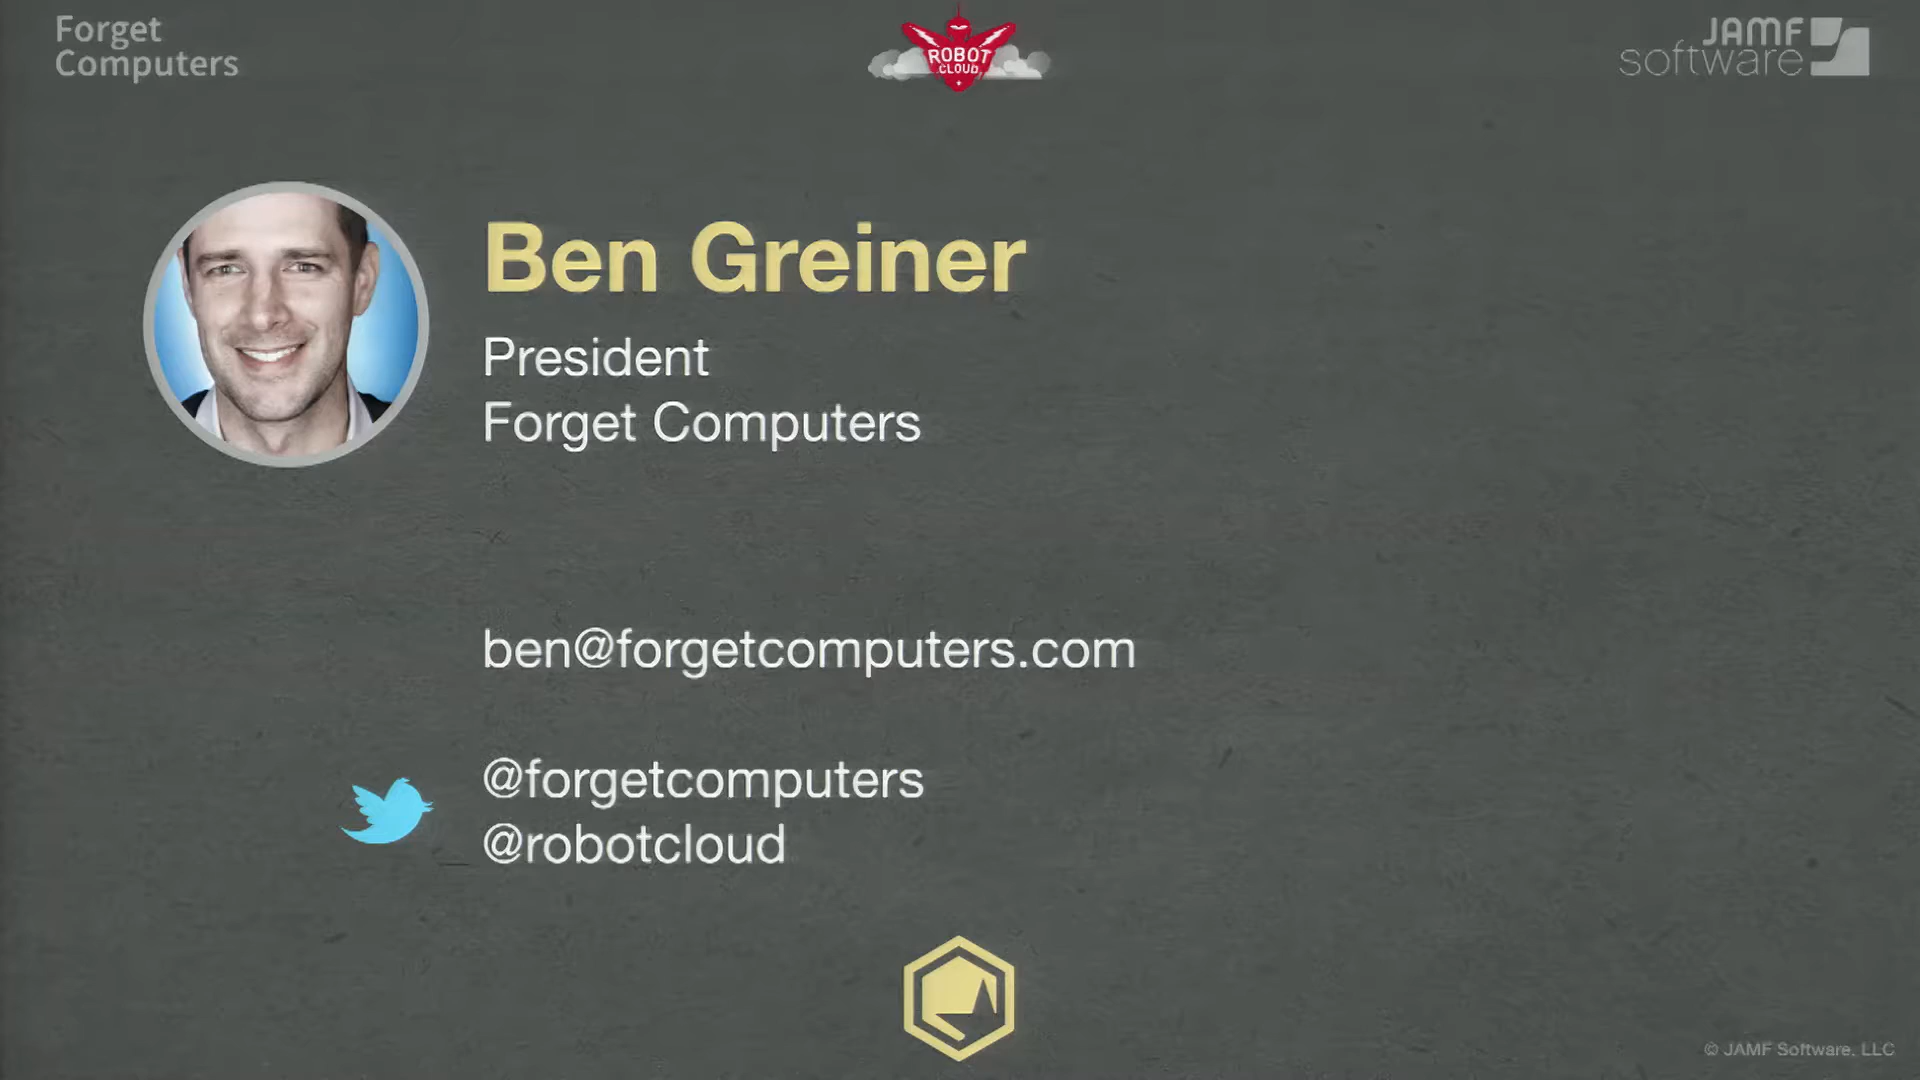 Forget
Computers
ROBOT
CLOUD
JAMF
software
Ben Greiner
President
Forget Computers
ben@forgetcomputers.com
@forgetcomputers
@robotcloud
© JAMF Software, LLC